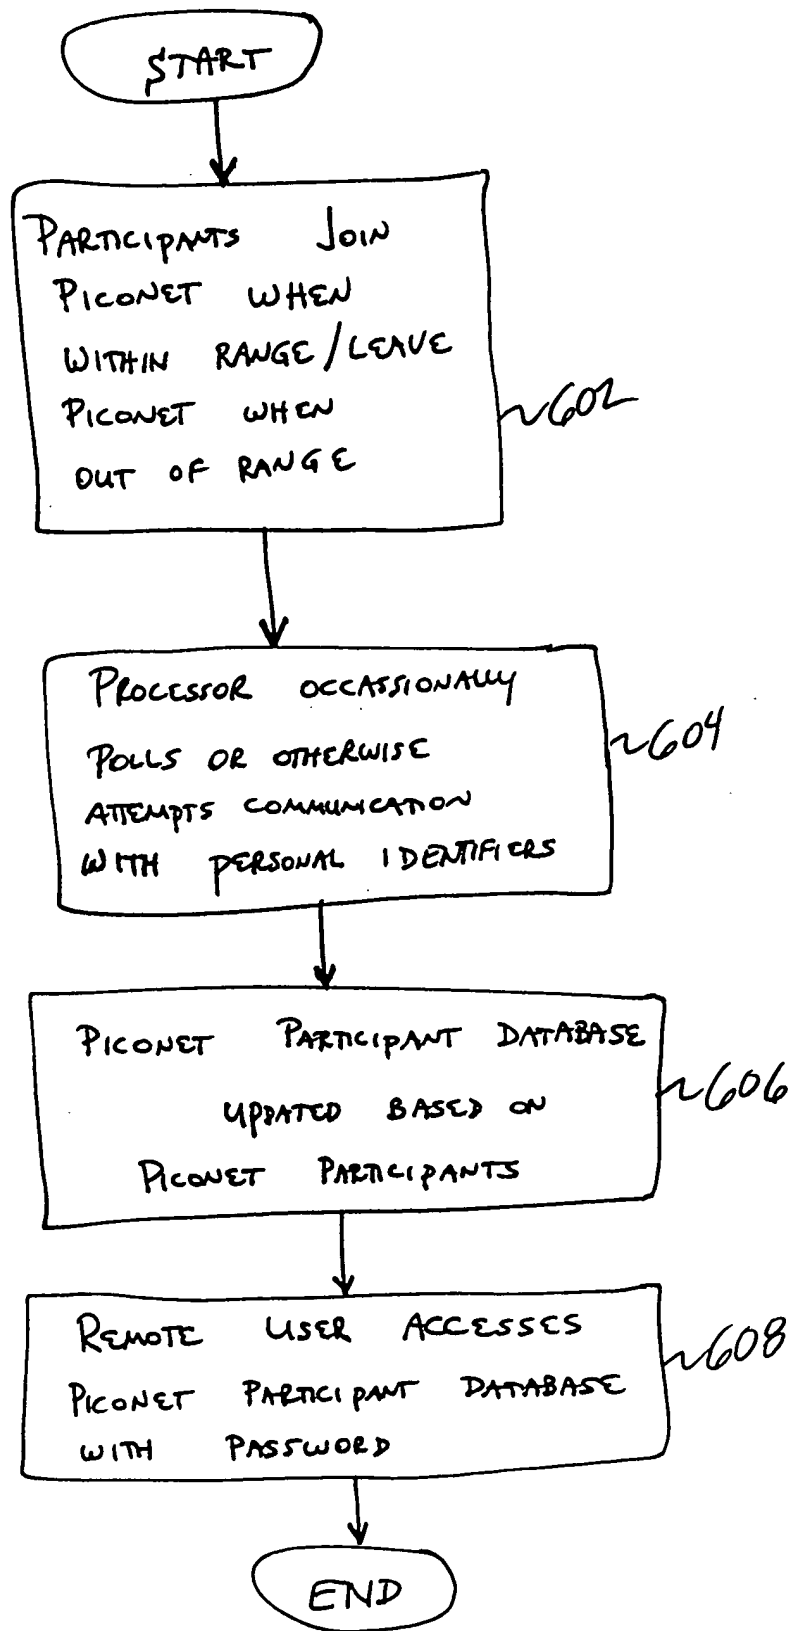 START
PARTICIPANTS JOIN
PICONET WHEN
WITHIN RANGE/LEAVE
PICONET WHEN
OUT OF RANGE
602
PROCESSOR OCCASSIONALLY
POLLS OR OTHERWISE
ATTEMPTS COMMUNICATION
WITH PERSONAL IDENTIFIERS
604
PICONET PARTICIPANT DATABASE
UPDATED BASED ON
PICONET PARTICIPANTS
606
REMOTE USER ACCESSES
PICONET PARTICIPANT DATABASE
WITH PASSWORD
608
END